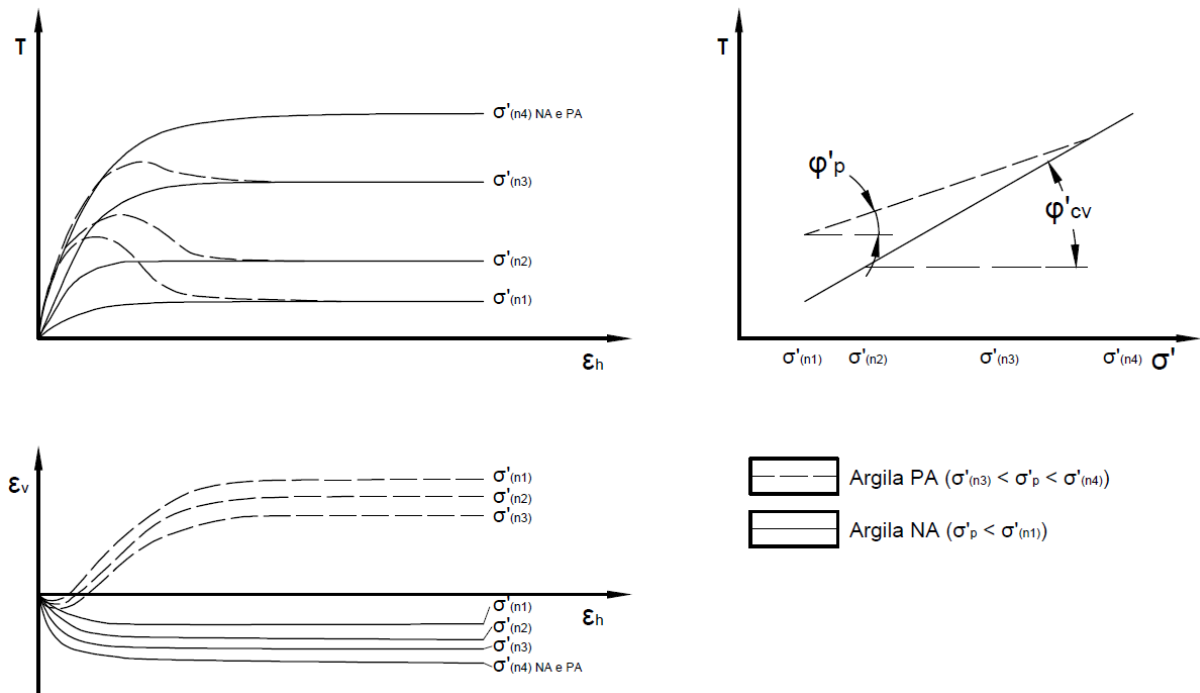 τ
σ'(n4) NA e PA
σ'(n3)
σ'(n2)
σ'(n1)
εh
τ
φ'p
φ'cv
σ'(n1)
σ'(n2)
σ'(n3)
σ'(n4)
σ'
εv
σ'(n1)
σ'(n2)
σ'(n3)
εh
σ'(n1)
σ'(n2)
σ'(n3)
σ'(n4) NA e PA
Argila PA (σ'(n3) < σ'p < σ'(n4))
Argila NA (σ'p < σ'(n1))